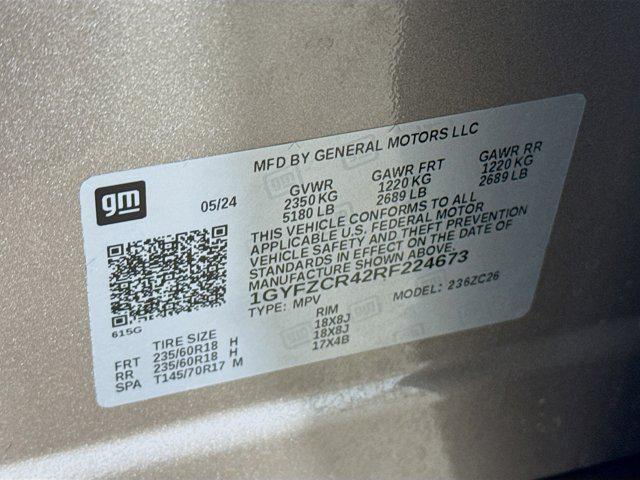 MFD BY GENERAL MOTORS LLC
gm
05/24
GVWR GAWR FRT GAWR RR
2350 KG 1220 KG 1220 KG
5180 LB 2689 LB 2689 LB
THIS VEHICLE CONFORMS TO ALL
APPLICABLE U.S. FEDERAL MOTOR
VEHICLE SAFETY AND THEFT PREVENTION
STANDARDS IN EFFECT ON THE DATE OF
MANUFACTURE SHOWN ABOVE.
1GYFZCR42RF224673
TYPE: MPV MODEL: 236ZC26
615G
TIRE SIZE RIM
FRT 235/60R18 H 18X8J
RR 235/60R18 H 18X8J
SPA T145/70R17 M 17X4B